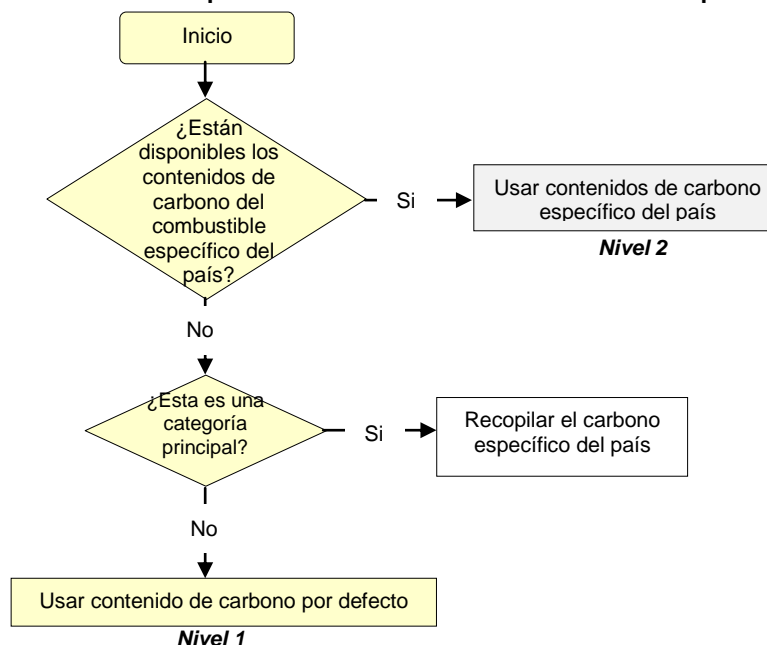 Inicio
¿Están
disponibles los
contenidos de
carbono del
combustible
específico del
país?
Si
Usar contenidos de carbono
específico del país
Nivel 2
No
¿Esta es una
categoría
principal?
Si
Recopilar el carbono
específico del país
No
Usar contenido de carbono por defecto
Nivel 1